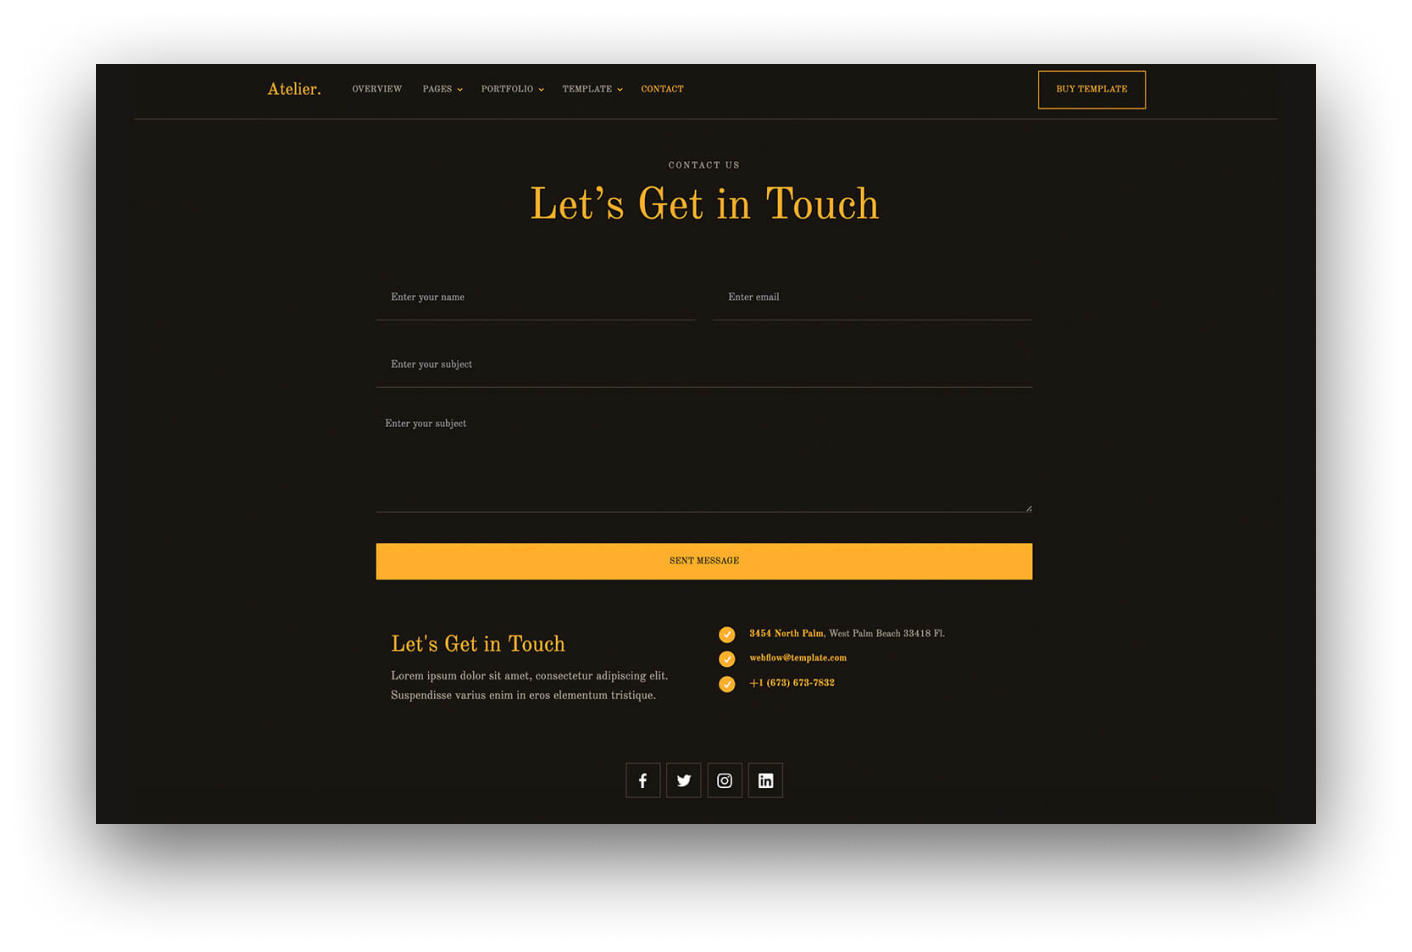 Atelier. OVERVIEW PAGES PORTFOLIO TEMPLATE CONTACT BUY TEMPLATE
CONTACT US
Let’s Get in Touch
Enter your name Enter email
Enter your subject
Enter your subject
SENT MESSAGE
Let's Get in Touch
Lorem ipsum dolor sit amet, consectetur adipiscing elit.
Suspendisse varius enim in eros elementum tristique.
3454 North Palm, West Palm Beach 33418 Fl.
webflow@template.com
+1 (673) 673-7832